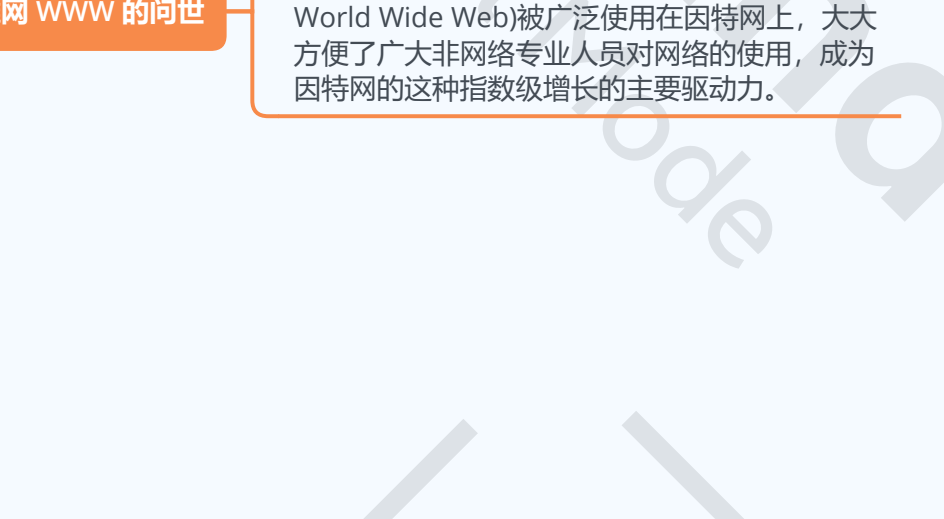 网 WWW 的问世
World Wide Web)被广泛使用在因特网上，大大
方便了广大非网络专业人员对网络的使用，成为
因特网的这种指数级增长的主要驱动力。
Mode